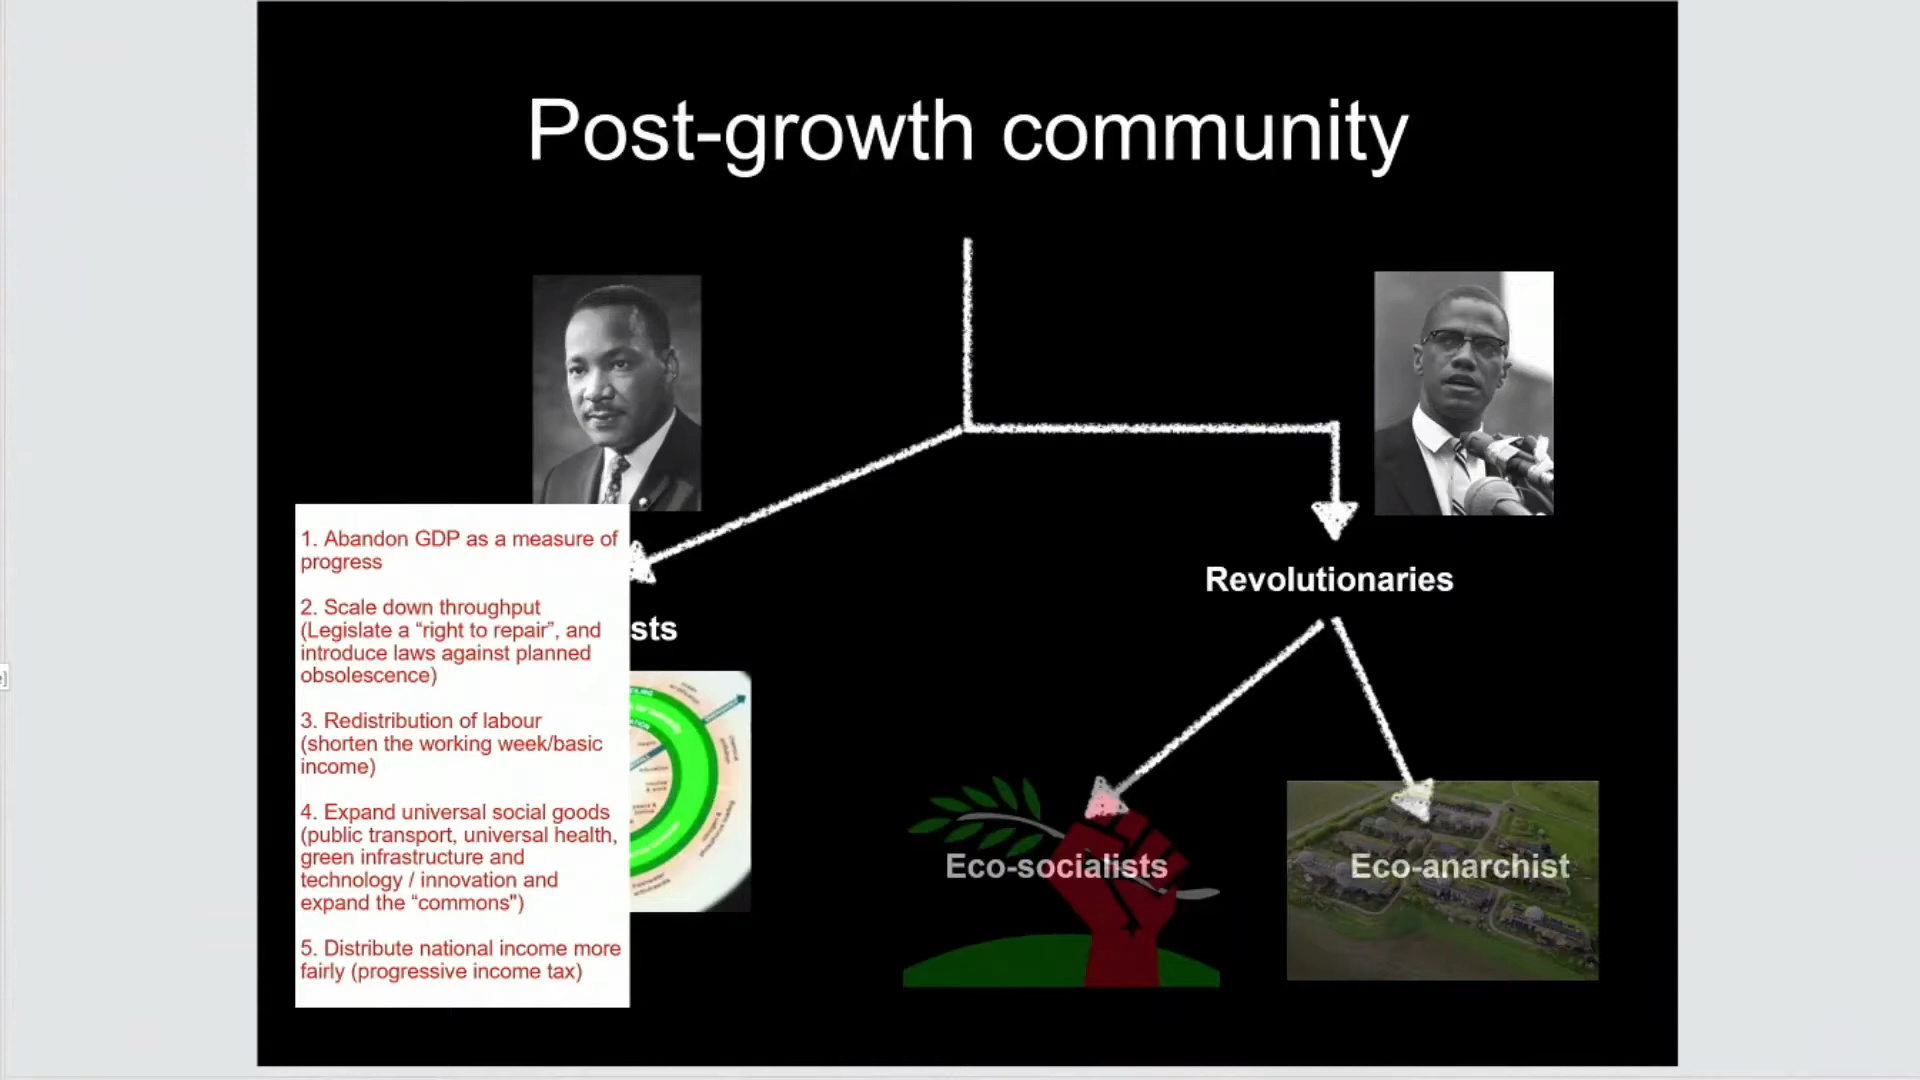 Post-growth community
1. Abandon GDP as a measure of
progress
2. Scale down throughput
(Legislate a “right to repair”, and
introduce laws against planned
obsolescence)
3. Redistribution of labour
(shorten the working week/basic
income)
4. Expand universal social goods
(public transport, universal health,
green infrastructure and
technology / innovation and
expand the “commons")
5. Distribute national income more
fairly (progressive income tax)
sts
Revolutionaries
Eco-socialists
Eco-anarchist